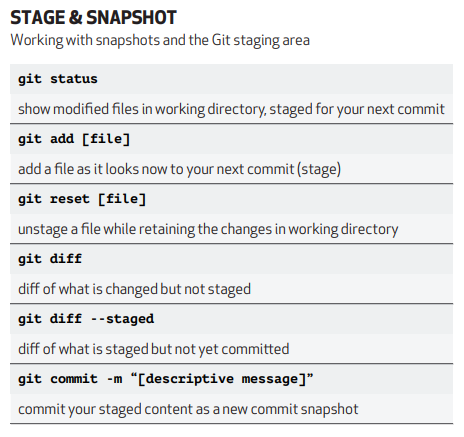 STAGE & SNAPSHOT
Working with snapshots and the Git staging area
git status
show modified files in working directory, staged for your next commit
git add [file]
add a file as it looks now to your next commit (stage)
git reset [file]
unstage a file while retaining the changes in working directory
git diff
diff of what is changed but not staged
git diff --staged
diff of what is staged but not yet committed
git commit -m “[descriptive message]”
commit your staged content as a new commit snapshot